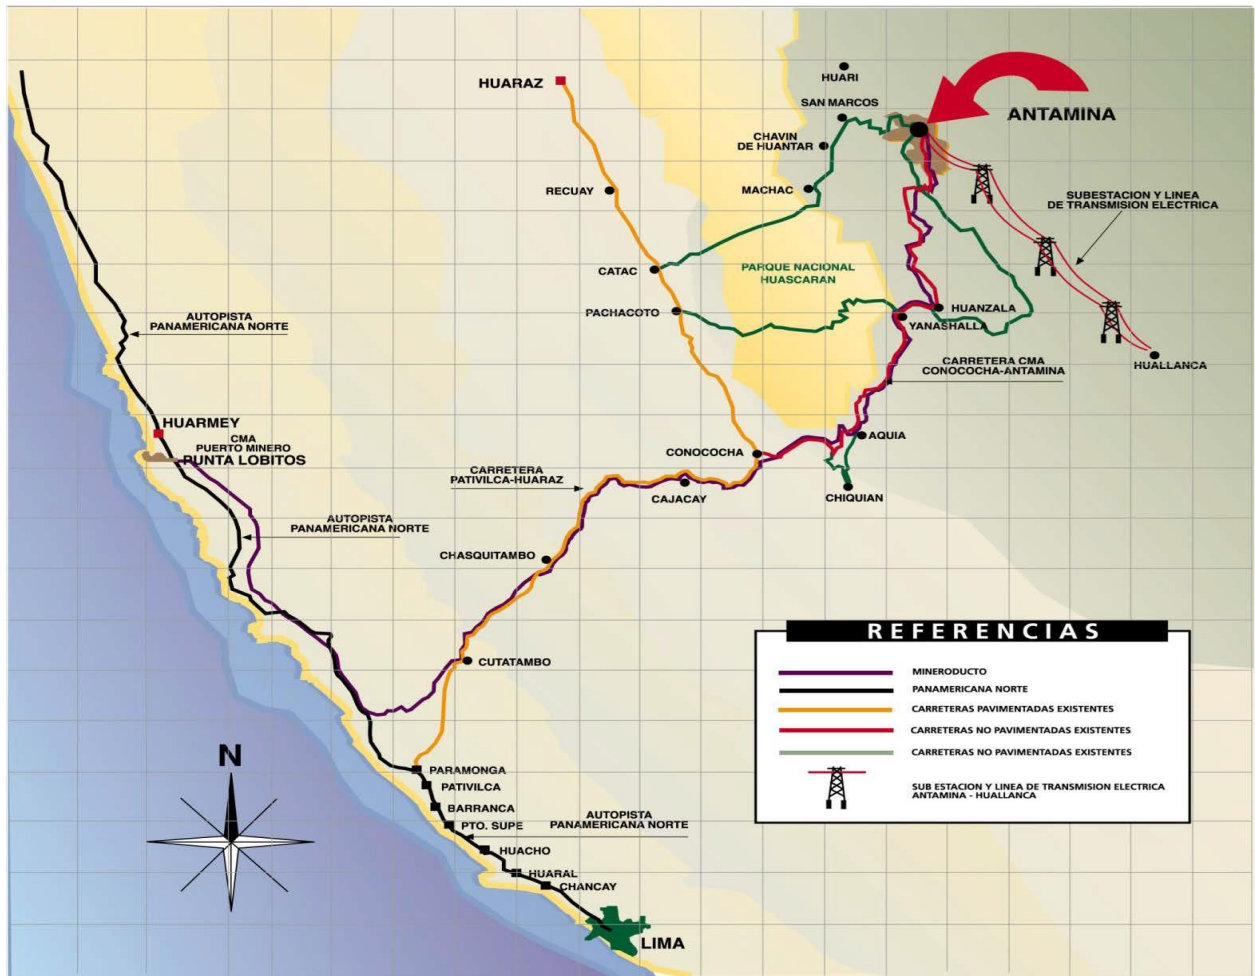 HUARI
HUARAZ
SAN MARCOS
ANTAMINA
CHAVIN
DE HUANTAR
RECUAY
MACHAC
SUBESTACION Y LINEA
DE TRANSMISION ELECTRICA
CATAC
PARQUE NACIONAL
HUASCARAN
PACHACOTO
HUANZALA
AUTOPISTA
PANAMERICANA NORTE
YANASHALLA
CARRETERA CMA
CONOCOCHA-ANTAMINA
HUALLANCA
HUARMEY
CMA
PUERTO MINERO
PUNTA LOBITOS
AQUIA
CONOCOCHA
CARRETERA
PATIVILCA-HUARAZ
CAJACAY
CHIQUIAN
AUTOPISTA
PANAMERICANA NORTE
CHASQUITAMBO
CUTATAMBO
REFERENCIAS
MINERODUCTO
PANAMERICANA NORTE
CARRETERAS PAVIMENTADAS EXISTENTES
CARRETERAS NO PAVIMENTADAS EXISTENTES
CARRETERAS NO PAVIMENTADAS EXISTENTES
SUB ESTACION Y LINEA DE TRANSMISION ELECTRICA
ANTAMINA - HUALLANCA
N
PARAMONGA
PATIVILCA
BARRANCA
PTO. SUPE
AUTOPISTA
PANAMERICANA NORTE
HUACHO
HUARAL
CHANCAY
LIMA